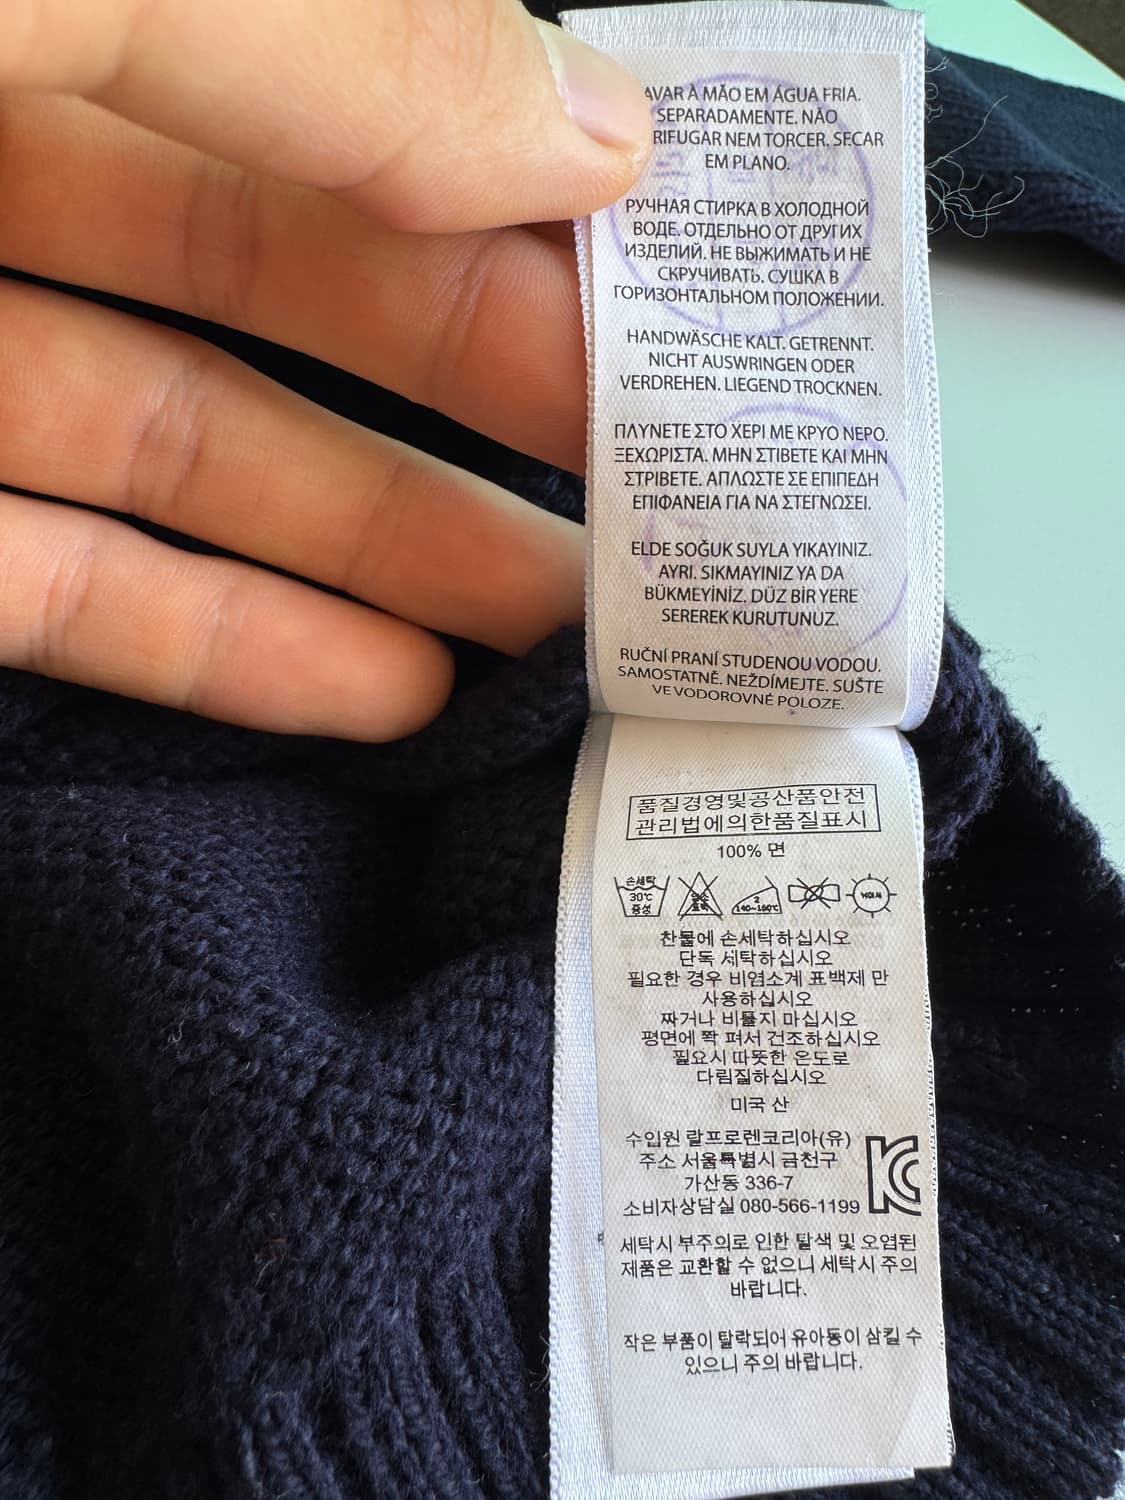 AVAR À MÃO EM ÁGUA FRIA.
SEPARADAMENTE. NÃO
RIFUGAR NEM TORCER. SECAR
EM PLANO.
РУЧНАЯ СТИРКА В ХОЛОДНОЙ
ВОДЕ. ОТДЕЛЬНО ОТ ДРУГИХ
ИЗДЕЛИЙ. НЕ ВЫЖИМАТЬ И НЕ
СКРУЧИВАТЬ. СУШКА В
ГОРИЗОНТАЛЬНОМ ПОЛОЖЕНИИ.
HANDWÄSCHE KALT. GETRENNT.
NICHT AUSWRINGEN ODER
VERDREHEN. LIEGEND TROCKNEN.
ΠΛΥΝΕΤΕ ΣΤΟ ΧΕΡΙ ΜΕ ΚΡΥΟ ΝΕΡΟ.
ΞΕΧΩΡΙΣΤΑ. ΜΗΝ ΣΤΙΒΕΤΕ ΚΑΙ ΜΗΝ
ΣΤΡΙΒΕΤΕ. ΑΠΛΩΣΤΕ ΣΕ ΕΠΙΠΕΔΗ
ΕΠΙΦΑΝΕΙΑ ΓΙΑ ΝΑ ΣΤΕΓΝΩΣΕΙ.
ELDE SOĞUK SUYLA YIKAYINIZ.
AYRI. SIKMAYINIZ YA DA
BÜKMEYİNİZ. DÜZ BİR YERE
SEREREK KURUTUNUZ.
RUČNÍ PRANÍ STUDENOU VODOU.
SAMOSTATNĚ. NEŽDÍMEJTE. SUŠTE
VE VODOROVNÉ POLOZE.
품질경영및공산품안전
관리법에의한품질표시
100% 면
손세탁
30℃
중성
2
140~160℃
찬물에 손세탁하십시오
단독 세탁하십시오
필요한 경우 비염소계 표백제 만
사용하십시오
짜거나 비틀지 마십시오
평면에 쫙 펴서 건조하십시오
필요시 따뜻한 온도로
다림질하십시오
미국 산
수입원 랄프로렌코리아(유)
주소 서울특별시 금천구
가산동 336-7
소비자상담실 080-566-1199
세탁시 부주의로 인한 탈색 및 오염된
제품은 교환할 수 없으니 세탁시 주의
바랍니다.
작은 부품이 탈락되어 유아동이 삼킬 수
있으니 주의 바랍니다.